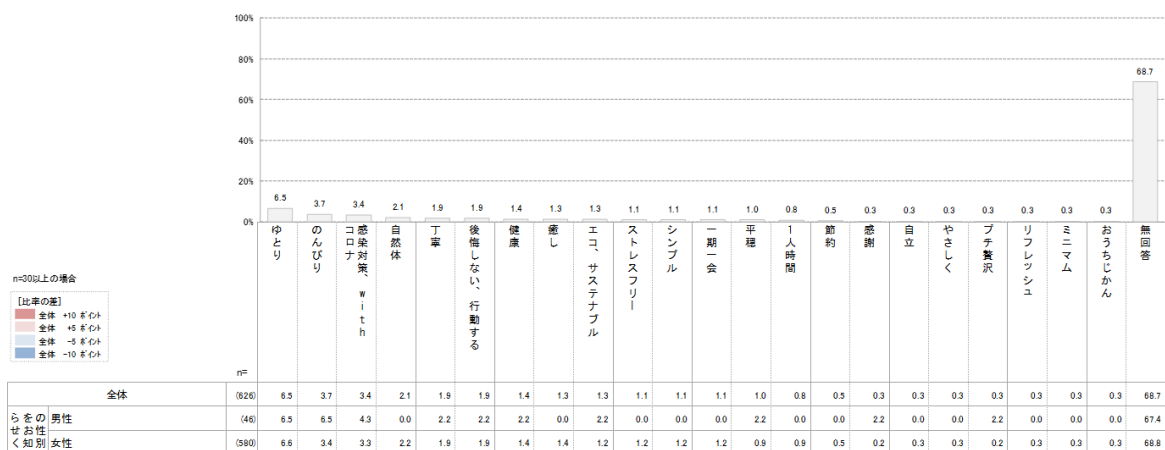 100%
80%
60%
40%
20%
0%
6.5 3.7 3.4 2.1 1.9 1.9 1.4 1.3 1.3 1.1 1.1 1.1 1.0 0.8 0.5 0.3 0.3 0.3 0.3 0.3 0.3 0.3 68.7
ゆとり
のんびり
感染対策、with
コロナ
自然体
丁寧
後悔しない、行動する
健康
癒し
エコ、サステナブル
ストレスフリー
シンプル
一期一会
平穏
1人時間
節約
感謝
自立
やさしく
プチ贅沢
リフレッシュ
ミニマム
おうちじかん
無回答
n=30以上の場合
[比率の差]
全体 +10 ポイント
全体 +5 ポイント
全体 -5 ポイント
全体 -10 ポイント
n=
全体 (626) 6.5 3.7 3.4 2.1 1.9 1.9 1.4 1.3 1.3 1.1 1.1 1.1 1.0 0.8 0.5 0.3 0.3 0.3 0.3 0.3 0.3 0.3 68.7
の性別
をお知
らせく
男性 (46) 6.5 6.5 4.3 0.0 2.2 2.2 2.2 0.0 2.2 0.0 0.0 0.0 2.2 0.0 0.0 2.2 0.0 0.0 2.2 0.0 0.0 0.0 67.4
女性 (580) 6.6 3.4 3.3 2.2 1.9 1.9 1.4 1.4 1.2 1.2 1.2 1.2 0.9 0.9 0.5 0.2 0.3 0.3 0.2 0.3 0.3 0.3 68.8